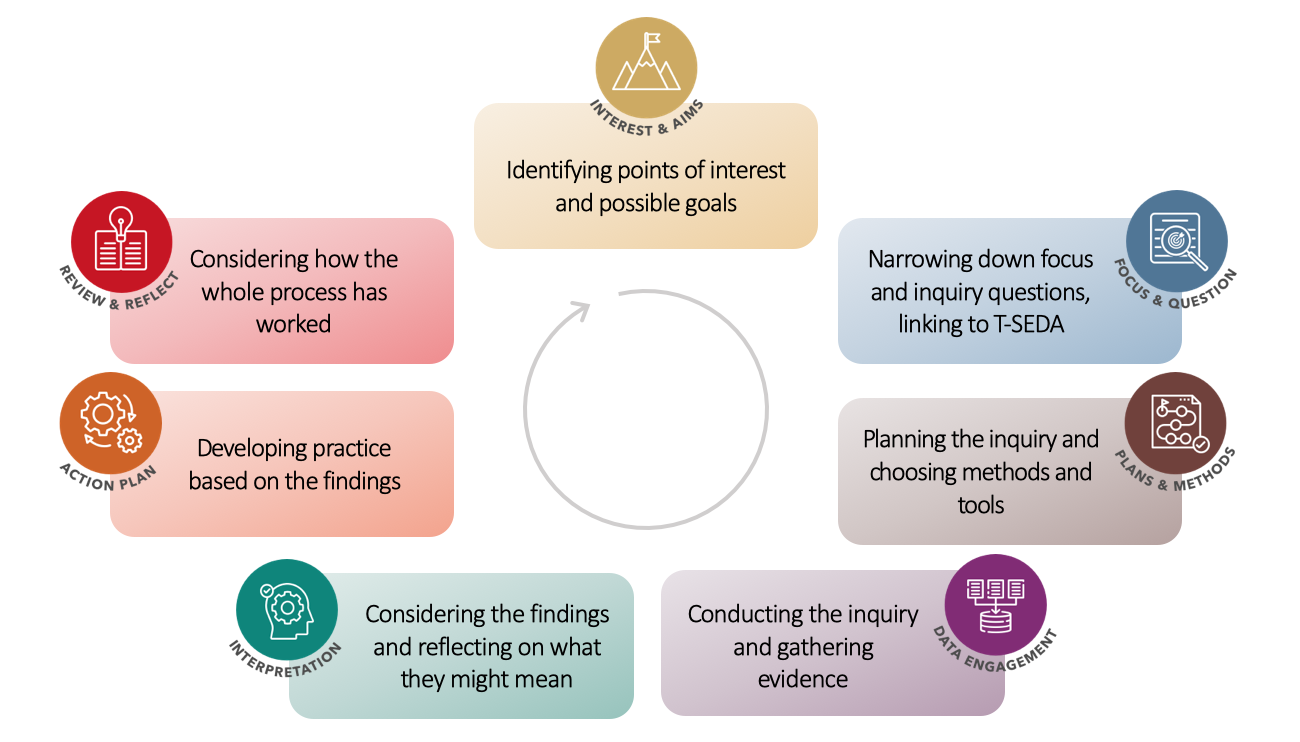 INTEREST & AIMS
Identifying points of interest
and possible goals
FOCUS & QUESTION
Narrowing down focus
and inquiry questions,
linking to T-SEDA
PLANS & METHODS
Planning the inquiry and
choosing methods and
tools
DATA ENGAGEMENT
Conducting the inquiry
and gathering
evidence
INTERPRETATION
Considering the findings
and reflecting on what
they might mean
ACTION PLAN
Developing practice
based on the findings
REVIEW & REFLECT
Considering how the
whole process has
worked